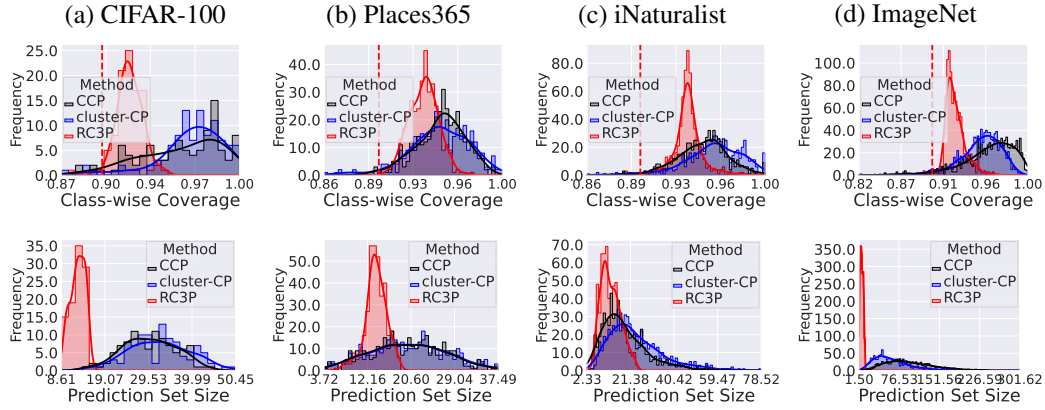 (a) CIFAR-100
(b) Places365
(c) iNaturalist
(d) ImageNet
25.0
20.0
15.0
10.0
5.0
0.0
Frequency
Method
CCP
cluster-CP
RC3P
0.87 0.90 0.94 0.97 1.00
Class-wise Coverage
40.0
30.0
20.0
10.0
0.0
Frequency
Method
CCP
cluster-CP
RC3P
0.86 0.89 0.93 0.96 1.00
Class-wise Coverage
80.0
60.0
40.0
20.0
0.0
Frequency
Method
CCP
cluster-CP
RC3P
0.86 0.89 0.93 0.96 1.00
Class-wise Coverage
100.0
80.0
60.0
40.0
20.0
0.0
Frequency
Method
CCP
cluster-CP
RC3P
0.82 0.87 0.91 0.96 1.00
Class-wise Coverage
35.0
30.0
25.0
20.0
15.0
10.0
5.0
0.0
Frequency
Method
CCP
cluster-CP
RC3P
8.61 19.07 29.53 39.99 50.45
Prediction Set Size
50.0
40.0
30.0
20.0
10.0
0.0
Frequency
Method
CCP
cluster-CP
RC3P
3.72 12.16 20.60 29.04 37.49
Prediction Set Size
70.0
60.0
50.0
40.0
30.0
20.0
10.0
0.0
Frequency
Method
CCP
cluster-CP
RC3P
2.33 21.38 40.42 59.47 78.52
Prediction Set Size
350.0
300.0
250.0
200.0
150.0
100.0
50.0
0.0
Frequency
Method
CCP
cluster-CP
RC3P
1.50 76.53 151.56 226.59 301.62
Prediction Set Size